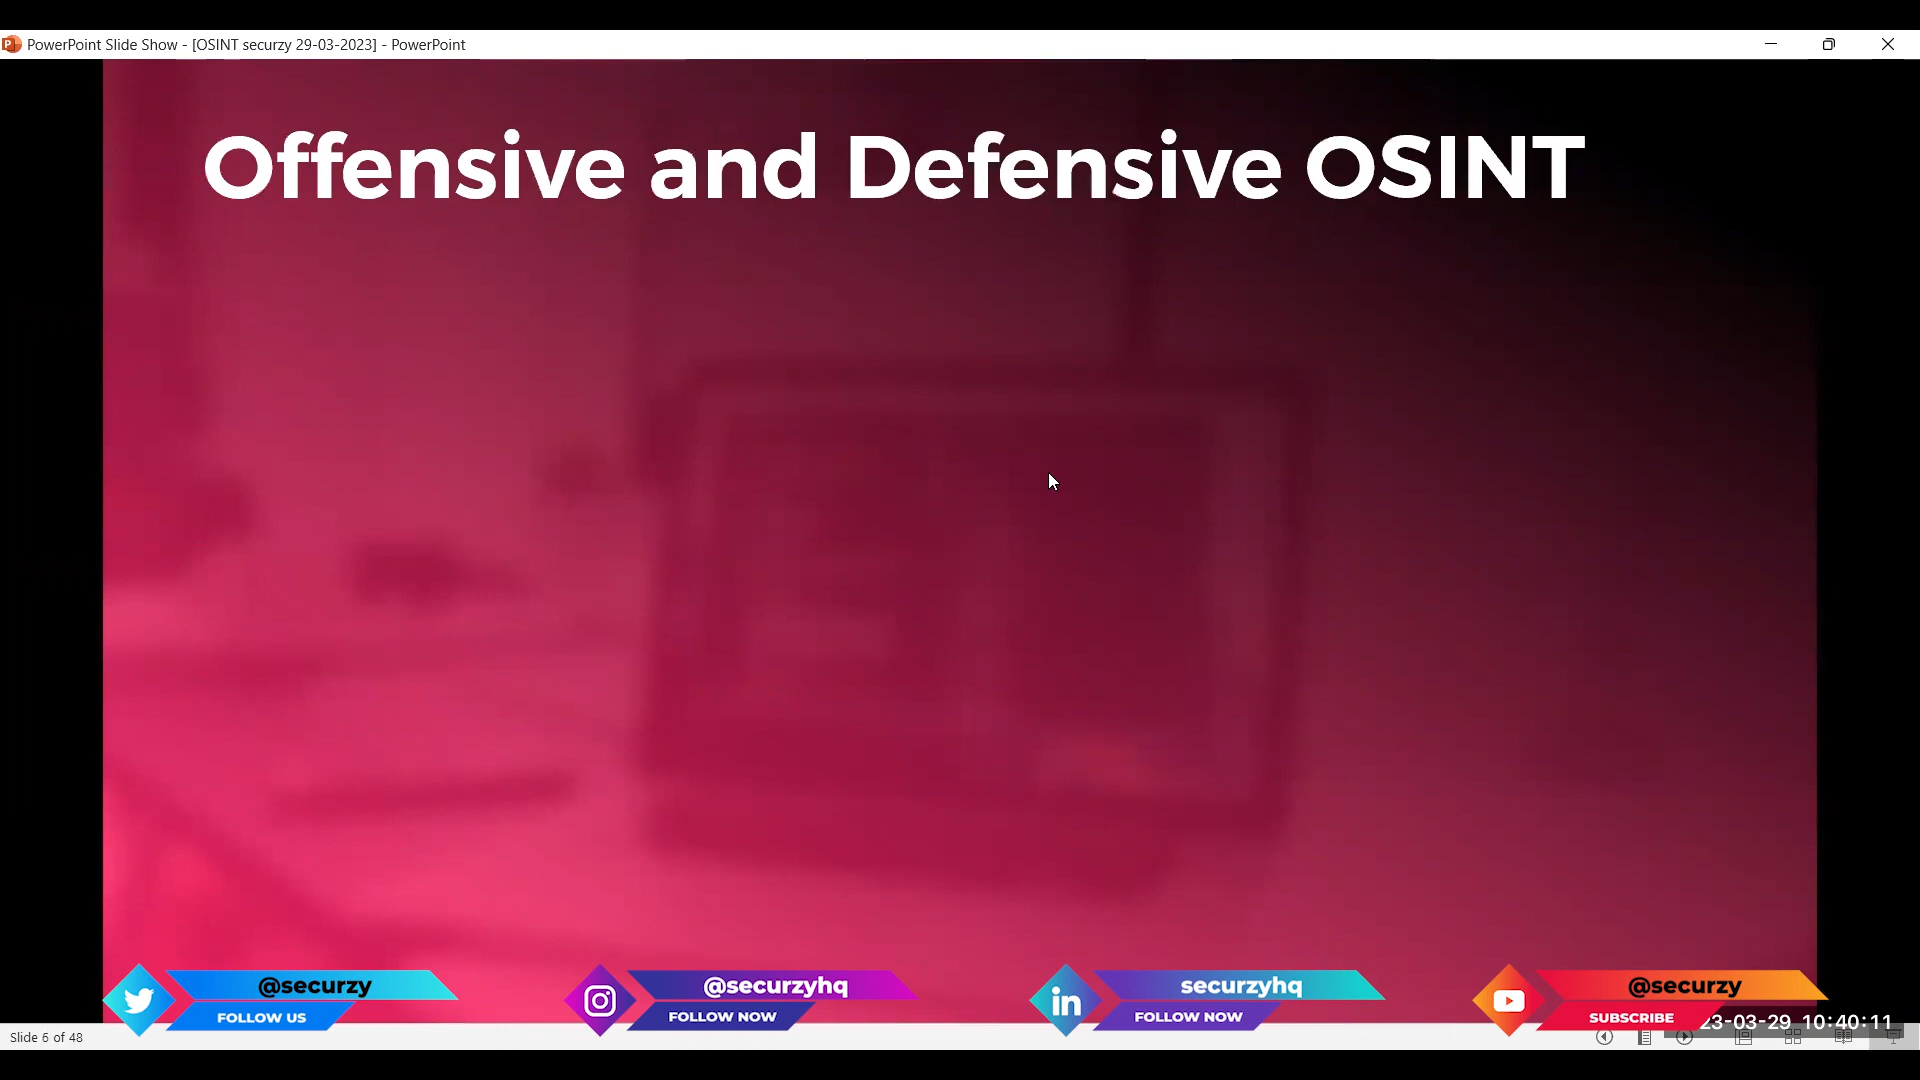 PowerPoint Slide Show - [OSINT securzy 29-03-2023] - PowerPoint
Offensive and Defensive OSINT
@securzy
FOLLOW US
@securzyhq
FOLLOW NOW
securzyhq
FOLLOW NOW
@securzy
SUBSCRIBE
23-03-29 10:40:11
Slide 6 of 48